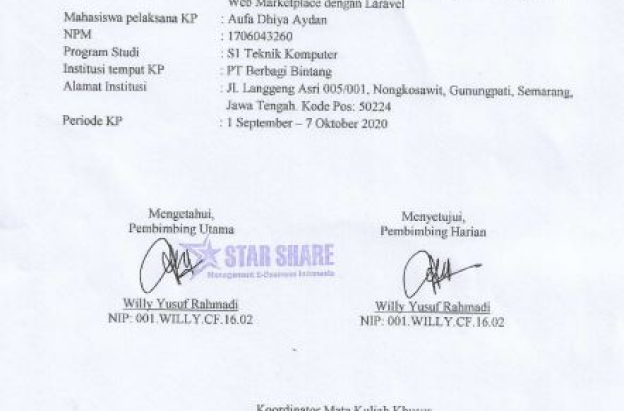 Web Marketplace dengan Laravel
Mahasiswa pelaksana KP : Aufa Dhiya Aydan
NPM : 1706043260
Program Studi : S1 Teknik Komputer
Institusi tempat KP : PT Berbagi Bintang
Alamat Institusi : Jl. Langgeng Asri 005/001, Nongkosawit, Gunungpati, Semarang,
Jawa Tengah. Kode Pos: 50224
Periode KP : 1 September – 7 Oktober 2020
Mengetahui,
Pembimbing Utama
STAR SHARE
Management E-Business Indonesia
Willy Yusuf Rahmadi
NIP: 001.WILLY.CF.16.02
Menyetujui,
Pembimbing Harian
Willy Yusuf Rahmadi
NIP: 001.WILLY.CF.16.02
Koordinator Mata Kuliah Khusus